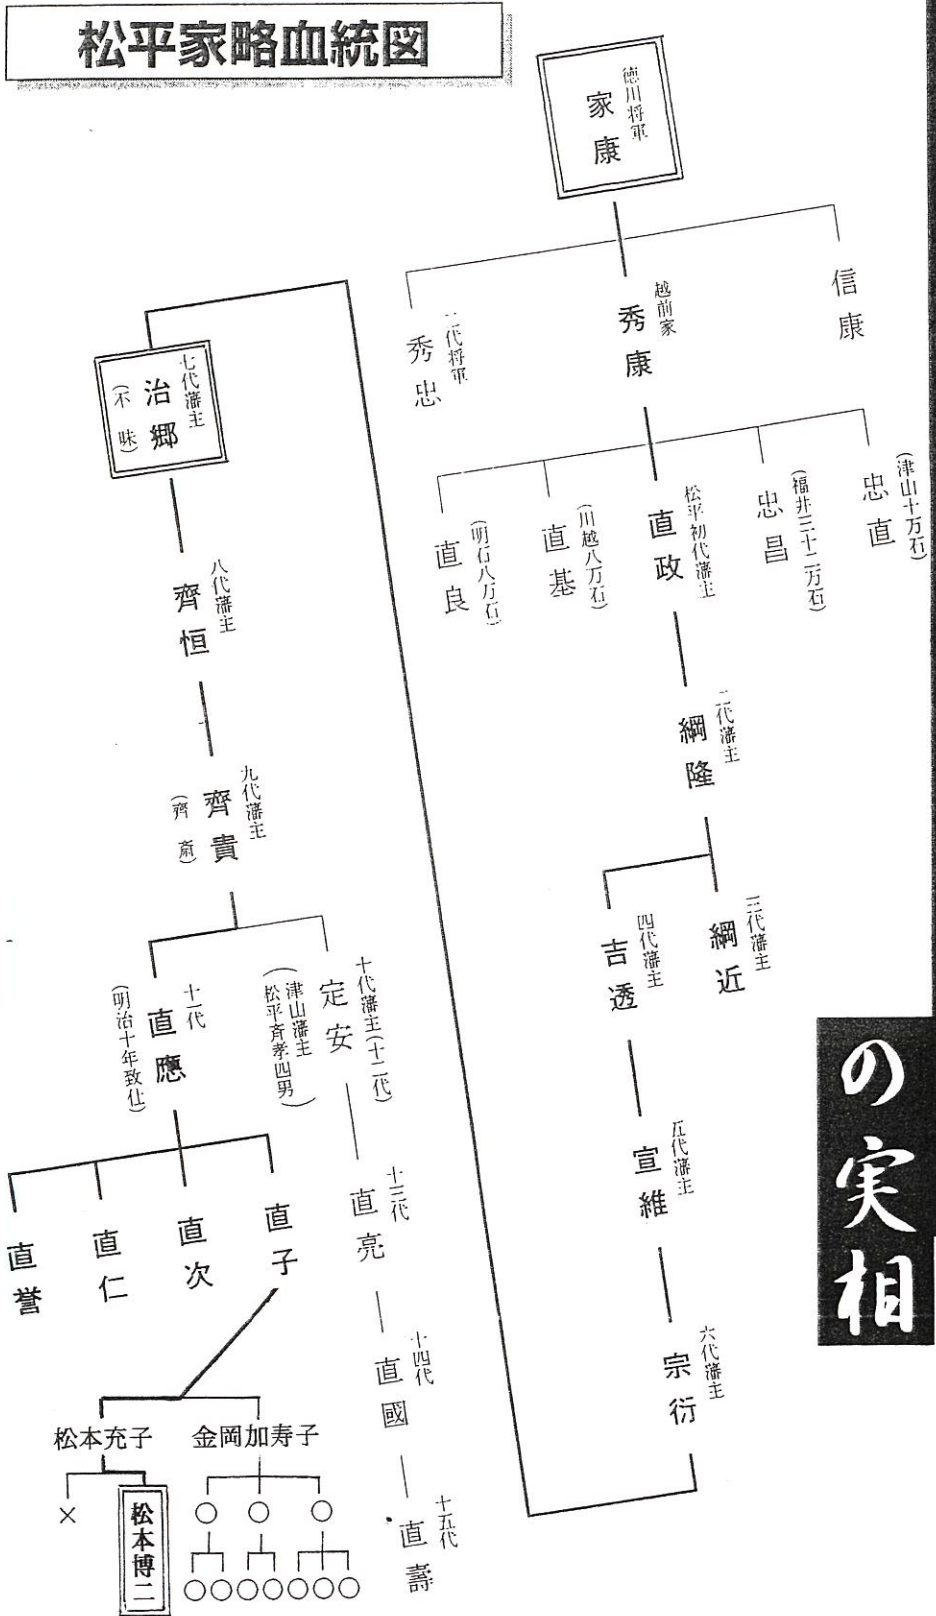 松平家略血統図
徳川将軍
家康
信康
越前家
秀康
二代将軍
秀忠
(津山十万石)
忠直
(福井三十二万石)
忠昌
松平初代藩主
直政
(川越八万石)
直基
(明石八万石)
直良
二代藩主
綱隆
三代藩主
綱近
四代藩主
吉透
五代藩主
宣維
六代藩主
宗衍
七代藩主
治郷
(不昧)
八代藩主
齊恒
九代藩主
齊貴
(齊斎)
十代藩主(十二代)
定安
(津山藩主
松平斉孝四男)
十一代
直應
(明治十年致仕)
十三代
直亮
十四代
直國
十五代
直壽
直子
直次
直仁
直誉
金岡加寿子
松本充子
松本博二
×
の実相